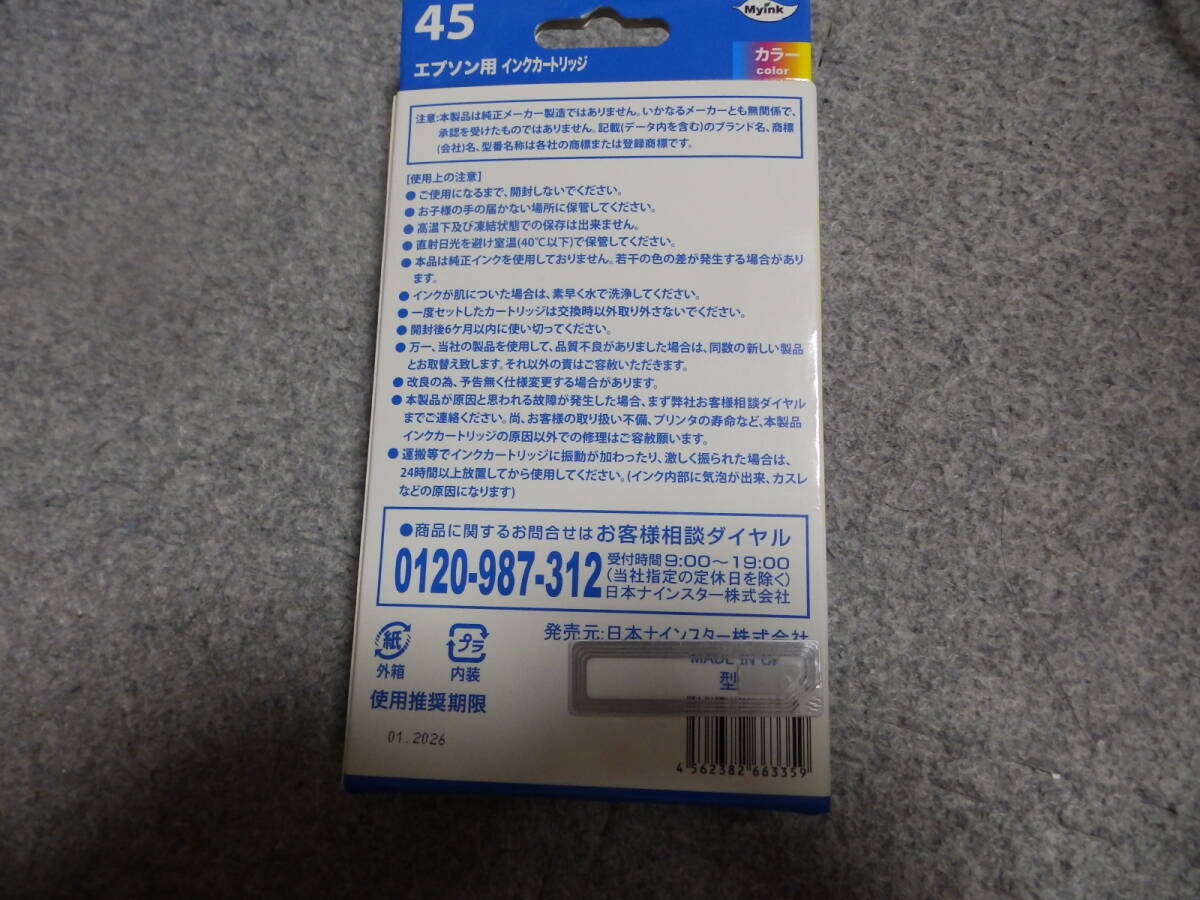 45
Myink
エプソン用 インクカートリッジ
カラー
color
注意:本製品は純正メーカー製造ではありません。いかなるメーカーとも無関係で、
承認を受けたものではありません。記載(データ内を含む)のブランド名、商標
(会社)名、型番名称は各社の商標または登録商標です。
[使用上の注意]
●ご使用になるまで、開封しないでください。
●お子様の手の届かない場所に保管してください。
●高温下及び凍結状態での保存は出来ません。
●直射日光を避け室温(40℃以下)で保管してください。
●本品は純正インクを使用しておりません。若干の色の差が発生する場合があり
ます。
●インクが肌についた場合は、素早く水で洗浄してください。
●一度セットしたカートリッジは交換時以外取り外さないでください。
●開封後6ケ月以内に使い切ってください。
●万一、当社の製品を使用して、品質不良がありました場合は、同数の新しい製品
とお取替え致します。それ以外の責はご容赦いただきます。
●改良の為、予告無く仕様変更する場合があります。
●本製品が原因と思われる故障が発生した場合、まず弊社お客様相談ダイヤル
までご連絡ください。尚、お客様の取り扱い不備、プリンタの寿命など、本製品
インクカートリッジの原因以外での修理はご容赦願います。
●運搬等でインクカートリッジに振動が加わったり、激しく振られた場合は、
24時間以上放置してから使用してください。(インク内部に気泡が出来、カスレ
などの原因になります)
●商品に関するお問合せはお客様相談ダイヤル
0120-987-312
受付時間9:00～19:00
(当社指定の定休日を除く)
日本ナインスター株式会社
紙
外箱
プラ
内装
発売元:日本ナインスター株式会社
MADE IN
型
使用推奨期限
01.2026
4 562382 663359